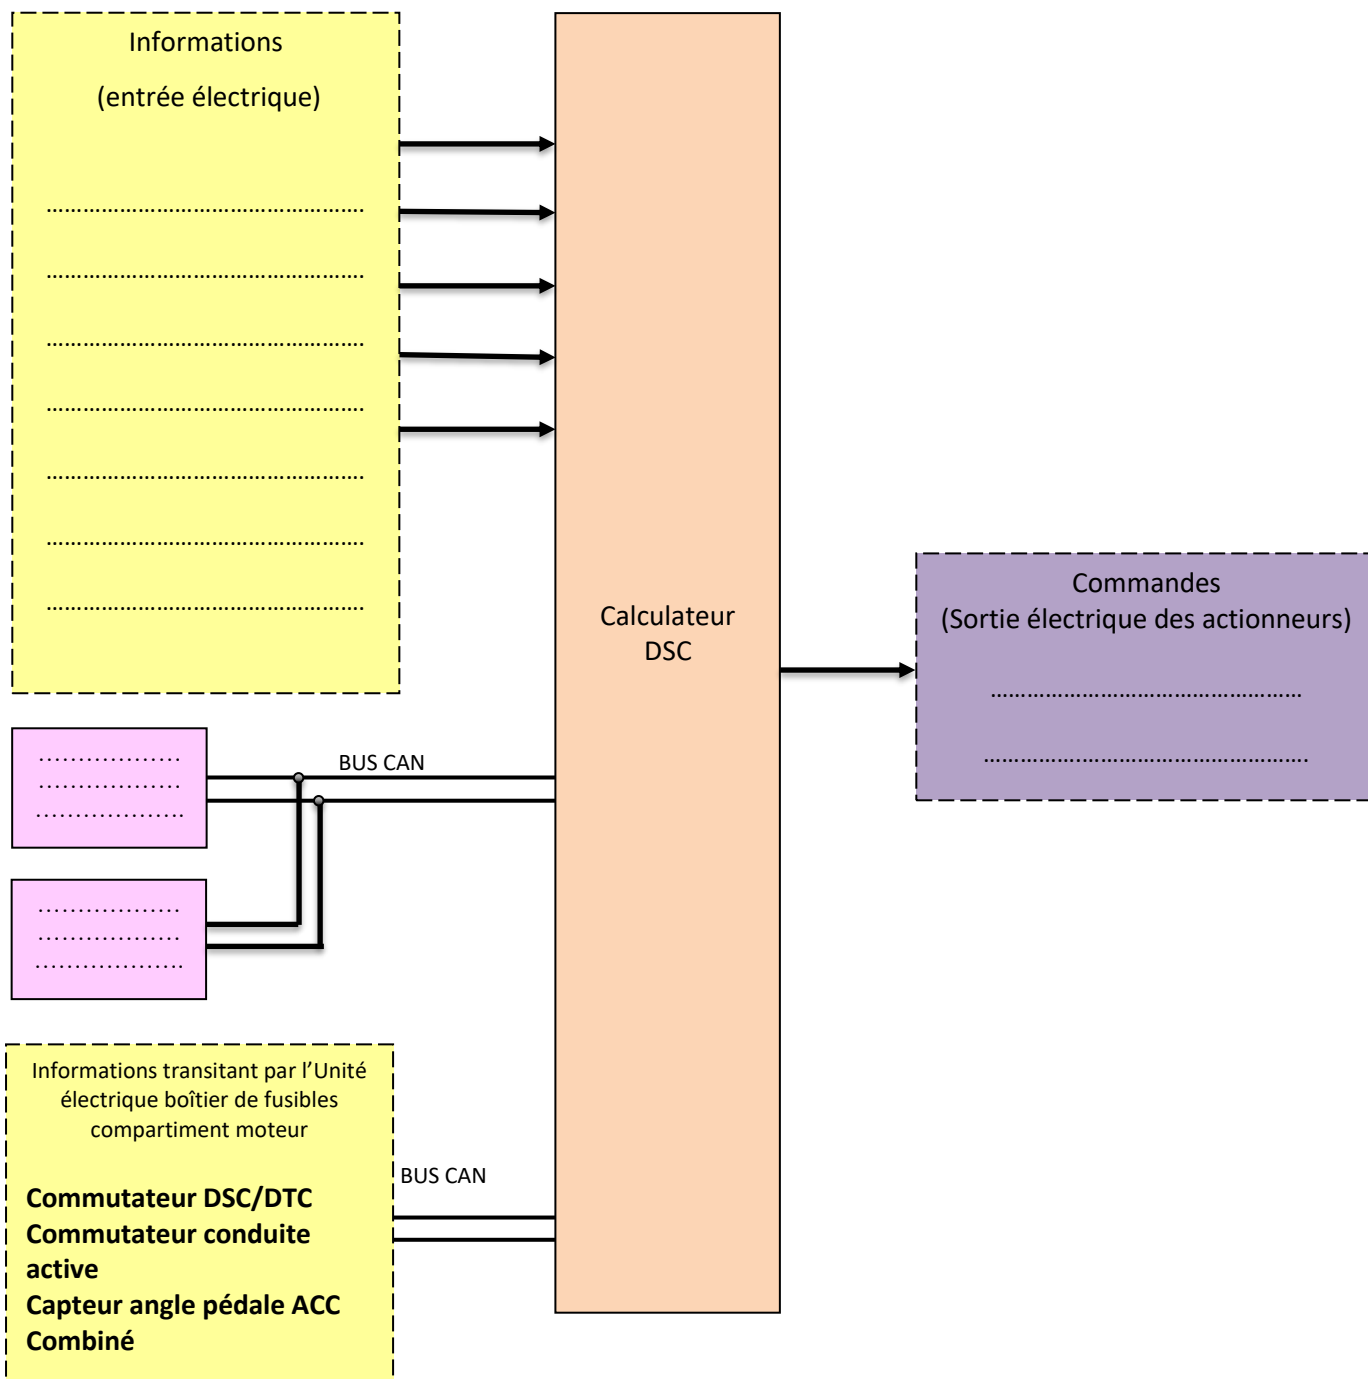 Informations
(entrée électrique)
……………………………………………….
……………………………………………….
……………………………………………….
……………………………………………….
……………………………………………….
……………………………………………….
……………………………………………….
Calculateur
DSC
Commandes
(Sortie électrique des actionneurs)
………………………………………………
……………………………………………….
………………
………………
……………….
BUS CAN
………………
………………
……………….
Informations transitant par l’Unité
électrique boîtier de fusibles
compartiment moteur
Commutateur DSC/DTC
Commutateur conduite
active
Capteur angle pédale ACC
Combiné
BUS CAN